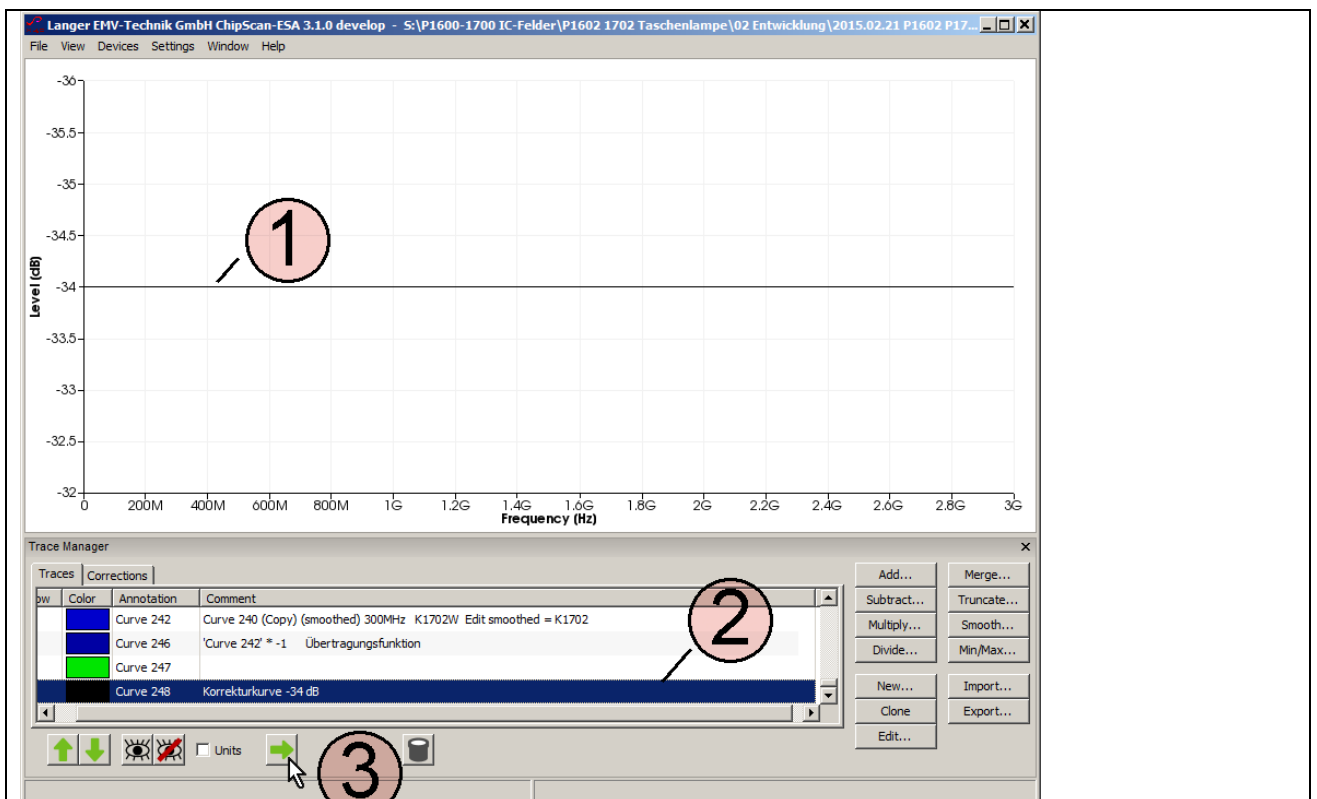 Langer EMV-Technik GmbH ChipScan-ESA 3.1.0 develop - S:\P1600-1700 IC-Felder\P1602 1702 Taschenlampe\02 Entwicklung\2015.02.21 P1602 P17...
File View Devices Settings Window Help
-36
-35.5
-35
-34.5
-34
-33.5
-33
-32.5
-32
Level (dB)
1
0 200M 400M 600M 800M 1G 1.2G 1.4G 1.6G 1.8G 2G 2.2G 2.4G 2.6G 2.8G 3G
Frequency (Hz)
Trace Manager
Traces Corrections
ow Color Annotation Comment
Curve 242 Curve 240 (Copy) (smoothed) 300MHz K1702W Edit smoothed = K1702
Curve 246 'Curve 242' * -1 Übertragungsfunktion
Curve 247
Curve 248 Korrekturkurve -34 dB
2
Add... Merge...
Subtract... Truncate...
Multiply... Smooth...
Divide... Min/Max...
New... Import...
Clone Export...
Edit...
Units
3